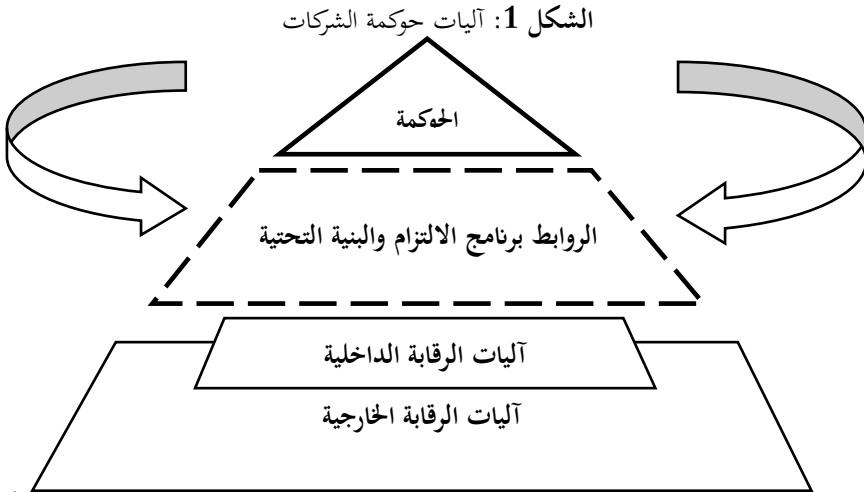 الشكل 1: آليات حوكمة الشركات
الحوكمة
الروابط برنامج الالتزام والبنية التحتية
آليات الرقابة الداخلية
آليات الرقابة الخارجية